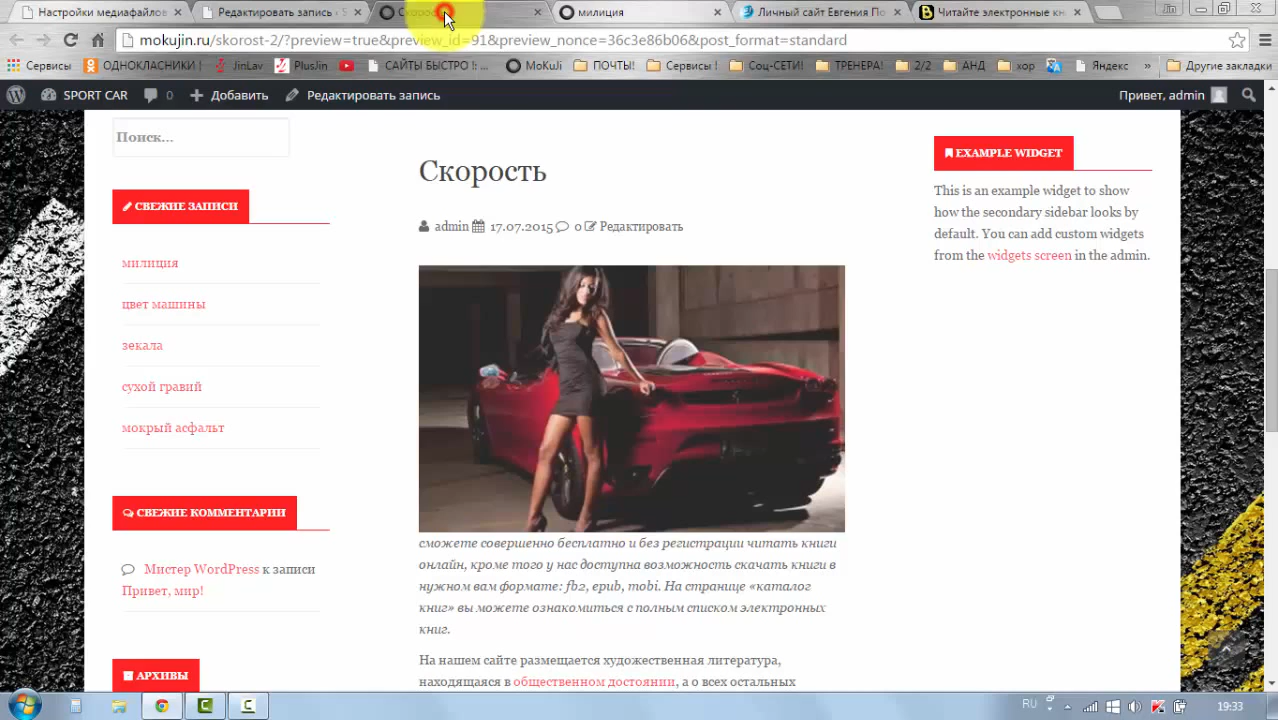 Настройки медиафайлов
Редактировать запись
Скорость
милиция
Личный сайт Евгения По
Читайте электронные кн
mokujin.ru/skorost-2/?preview=true&preview_id=91&preview_nonce=36c3e86b06&post_format=standard
Сервисы ОДНОКЛАССНИКИ ! JinLav PlusJin САЙТЫ БЫСТРО !: ... MoKuJi ПОЧТЫ! Сервисы ! Соц-СЕТИ! ТРЕНЕРА! 2/2 АНД хор Яндекс » Другие закладки
SPORT CAR 0 Добавить Редактировать запись Привет, admin
Поиск...
СВЕЖИЕ ЗАПИСИ
милиция
цвет машины
зекала
сухой гравий
мокрый асфальт
СВЕЖИЕ КОММЕНТАРИИ
Мистер WordPress к записи
Привет, мир!
АРХИВЫ
Скорость
admin 17.07.2015 0 Редактировать
сможете совершенно бесплатно и без регистрации читать книги
онлайн, кроме того у нас доступна возможность скачать книги в
нужном вам формате: fb2, epub, tobi. На странице «каталог
книг» вы можете ознакомиться с полным списком электронных
книг.
На нашем сайте размещается художественная литература,
находящаяся в общественном достоянии, а о всех остальных
EXAMPLE WIDGET
This is an example widget to show
how the secondary sidebar looks by
default. You can add custom widgets
from the widgets screen in the admin.
RU
19:33